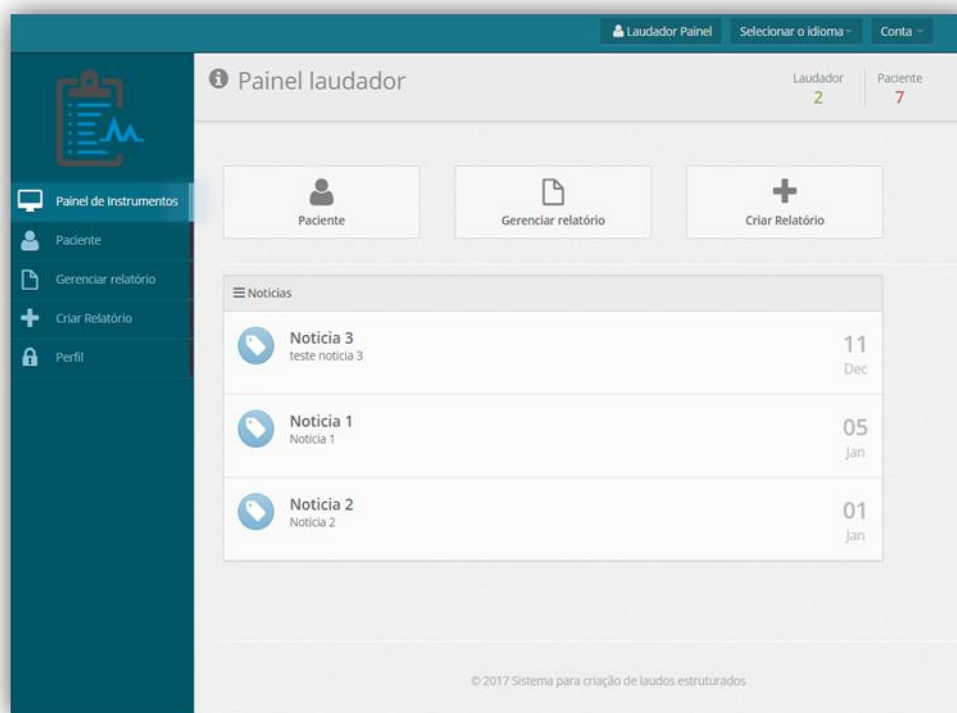 Laudador Painel Selecionar o idioma Conta
Painel laudador
Laudador Paciente
2 7
Painel de Instrumentos
Paciente
Gerenciar relatório
Criar Relatório
Perfil
Paciente Gerenciar relatório Criar Relatório
Noticias
Noticia 3
teste noticia 3
11
Dec
Noticia 1
Noticia 1
05
Jan
Noticia 2
Noticia 2
01
Jan
© 2017 Sistema para criação de laudos estruturados